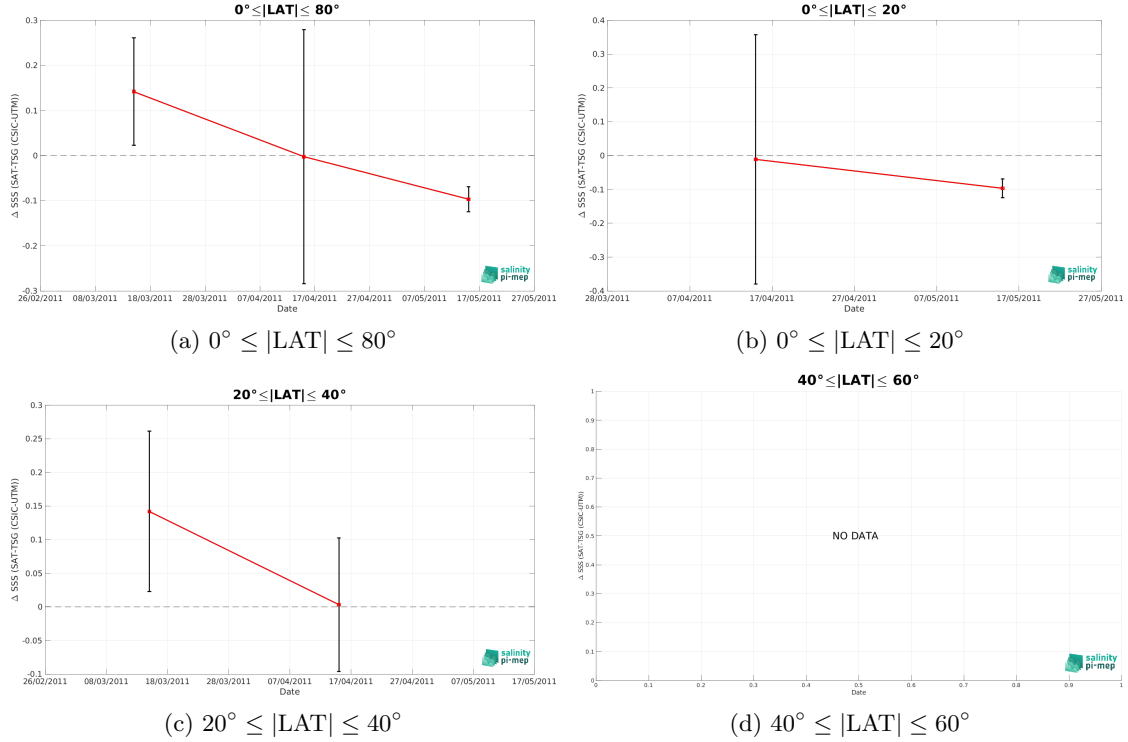 0°≤|LAT|≤ 80°
0.3
0.2
0.1
0
-0.1
-0.2
-0.3
Δ SSS (SAT-TSG (CSIC-UTM))
26/02/2011 08/03/2011 18/03/2011 28/03/2011 07/04/2011 17/04/2011 27/04/2011 07/05/2011 17/05/2011 27/05/2011
Date
salinity
pi-mep
(a) 0° ≤ |LAT| ≤ 80°
0°≤|LAT|≤ 20°
0.4
0.3
0.2
0.1
0
-0.1
-0.2
-0.3
-0.4
Δ SSS (SAT-TSG (CSIC-UTM))
28/03/2011 07/04/2011 17/04/2011 27/04/2011 07/05/2011 17/05/2011 27/05/2011
Date
salinity
pi-mep
(b) 0° ≤ |LAT| ≤ 20°
20°≤|LAT|≤ 40°
0.3
0.25
0.2
0.15
0.1
0.05
0
-0.05
-0.1
Δ SSS (SAT-TSG (CSIC-UTM))
26/02/2011 08/03/2011 18/03/2011 28/03/2011 07/04/2011 17/04/2011 27/04/2011 07/05/2011 17/05/2011
Date
salinity
pi-mep
(c) 20° ≤ |LAT| ≤ 40°
40°≤|LAT|≤ 60°
1
0.9
0.8
0.7
0.6
0.5
0.4
0.3
0.2
0.1
0
Δ SSS (SAT-TSG (CSIC-UTM))
NO DATA
0 0.1 0.2 0.3 0.4 0.5 0.6 0.7 0.8 0.9 1
Date
salinity
pi-mep
(d) 40° ≤ |LAT| ≤ 60°